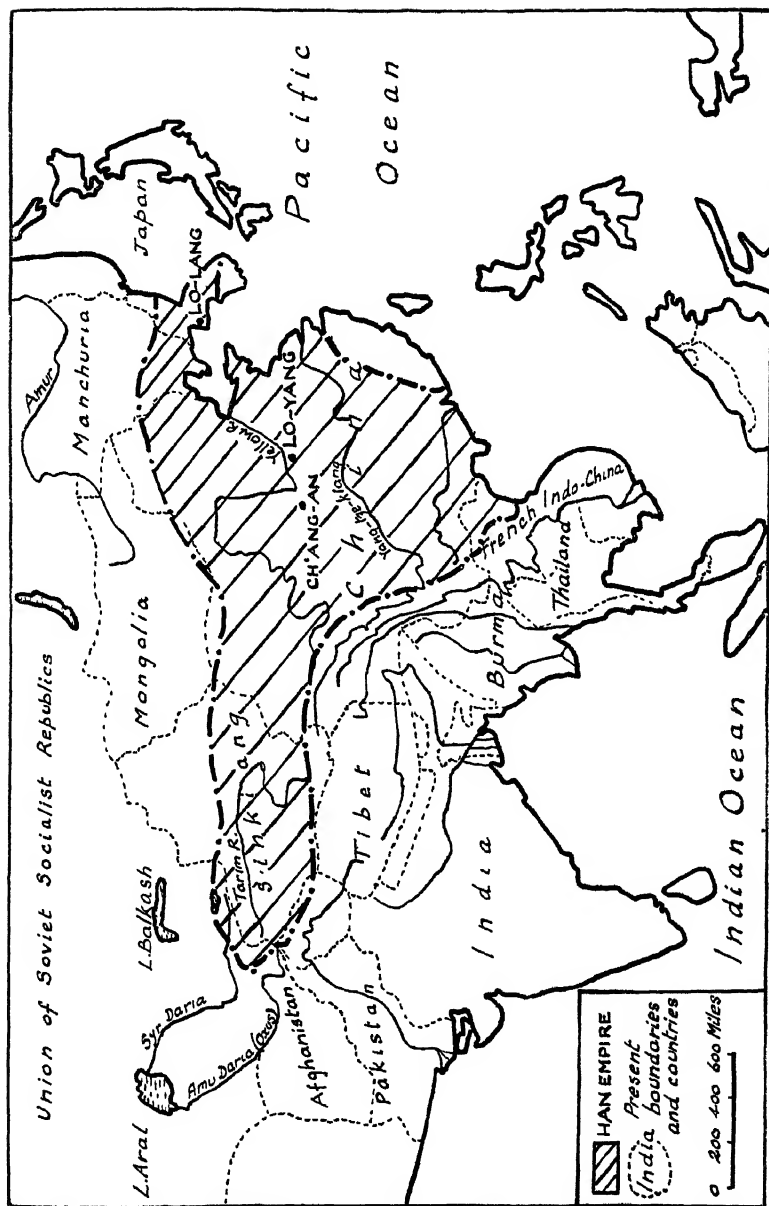 Union of Soviet Socialist Republics
L. Aral
Syr Daria
Amu Daria (Oxus)
L. Balkash
Mongolia
Manchuria
Amur
Japan
Pacific
Ocean
LO-LANG
Tarim R.
Sinkiang
Yellow R.
LO-YANG
CH'ANG-AN
China
Yang-tse-kiang
Afghanistan
Pakistan
Tibet
India
Burma
Thailand
French Indo-China
Indian Ocean
HAN EMPIRE
India Present
boundaries
and countries
0 200 400 600 Miles